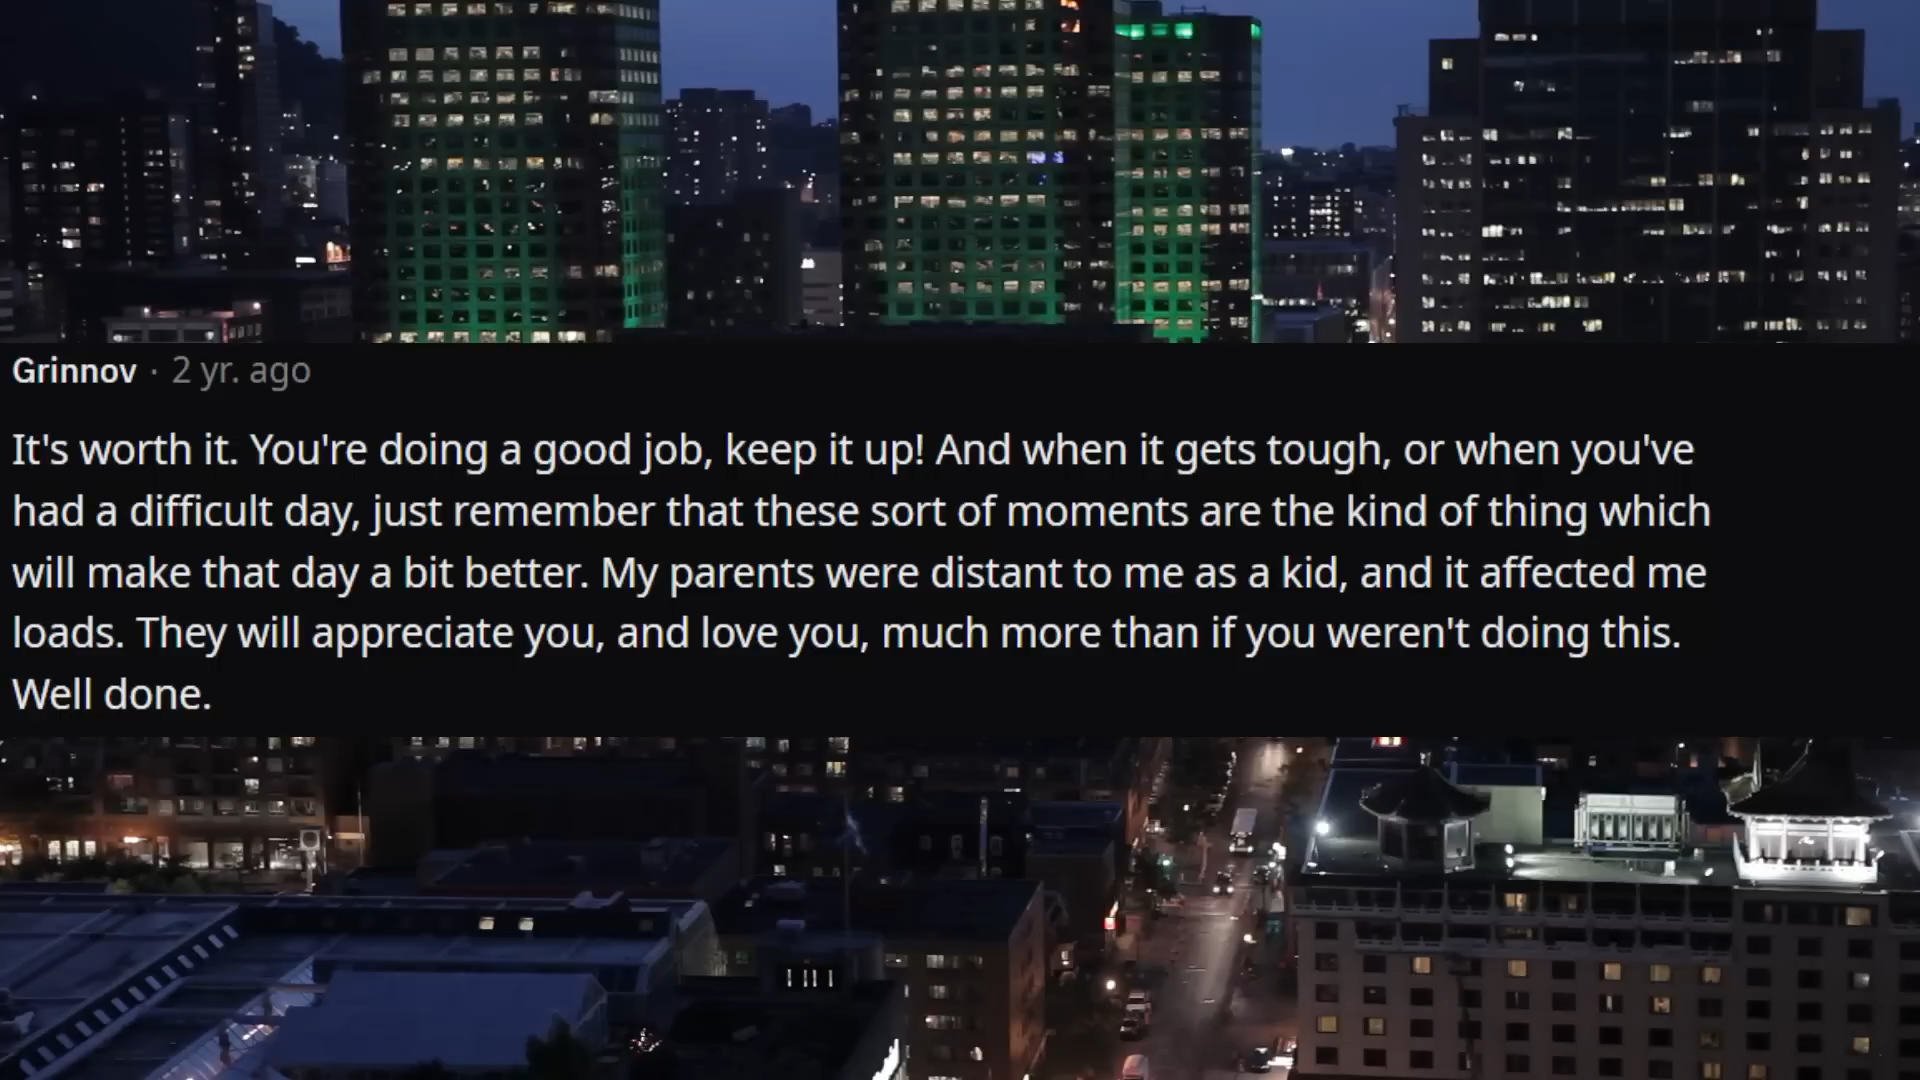 Grinnov · 2 yr. ago
It's worth it. You're doing a good job, keep it up! And when it gets tough, or when you've
had a difficult day, just remember that these sort of moments are the kind of thing which
will make that day a bit better. My parents were distant to me as a kid, and it affected me
loads. They will appreciate you, and love you, much more than if you weren't doing this.
Well done.